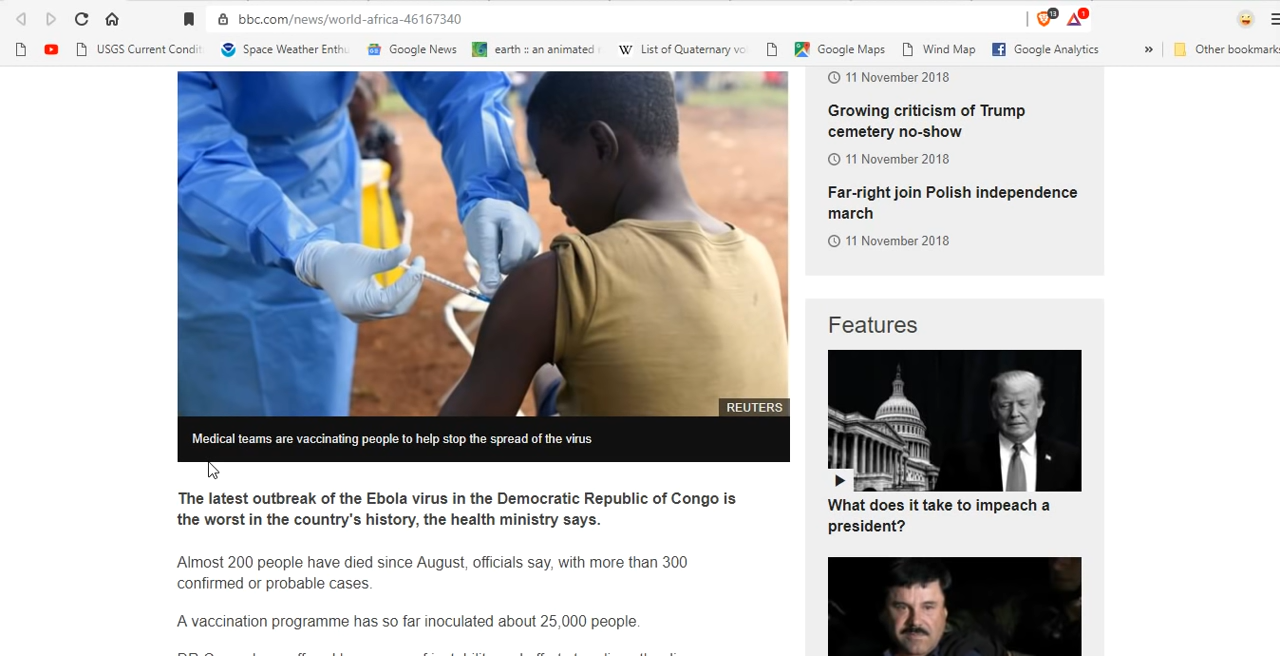 bbc.com/news/world-africa-46167340
13
1
USGS Current Condit
Space Weather Enthu
Google News
earth :: an animated
List of Quaternary vo
Google Maps
Wind Map
Google Analytics
»
Other bookmarks
REUTERS
Medical teams are vaccinating people to help stop the spread of the virus
The latest outbreak of the Ebola virus in the Democratic Republic of Congo is
the worst in the country's history, the health ministry says.
Almost 200 people have died since August, officials say, with more than 300
confirmed or probable cases.
A vaccination programme has so far inoculated about 25,000 people.
11 November 2018
Growing criticism of Trump
cemetery no-show
11 November 2018
Far-right join Polish independence
march
11 November 2018
Features
What does it take to impeach a
president?